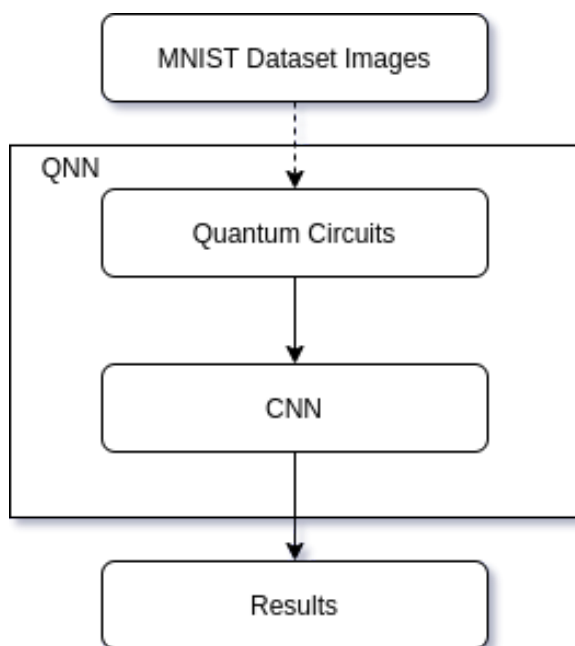 MNIST Dataset Images
QNN
Quantum Circuits
CNN
Results